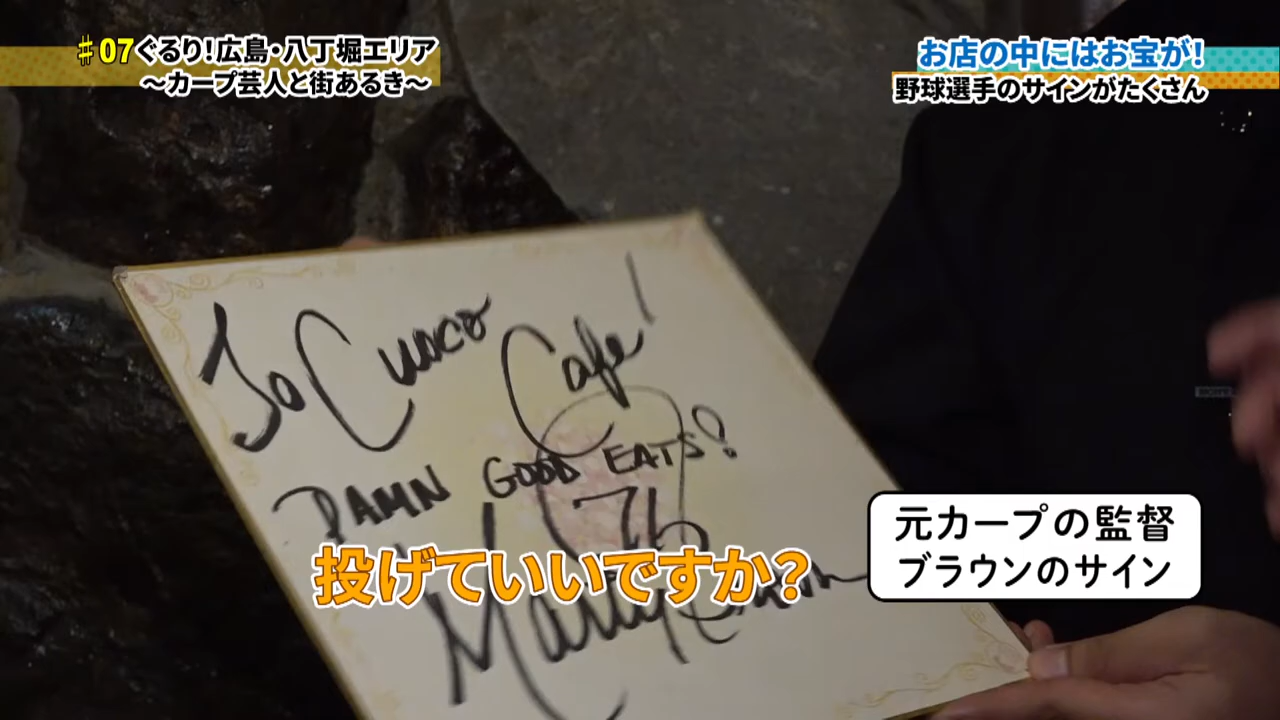 #07ぐるり!広島・八丁堀エリア
～カープ芸人と街あるき～
お店の中にはお宝が!
野球選手のサインがたくさん
To Cuoco Cafe!
DAMN GOOD EATS!
76
Marty Brown
投げていいですか?
元カープの監督
ブラウンのサイン